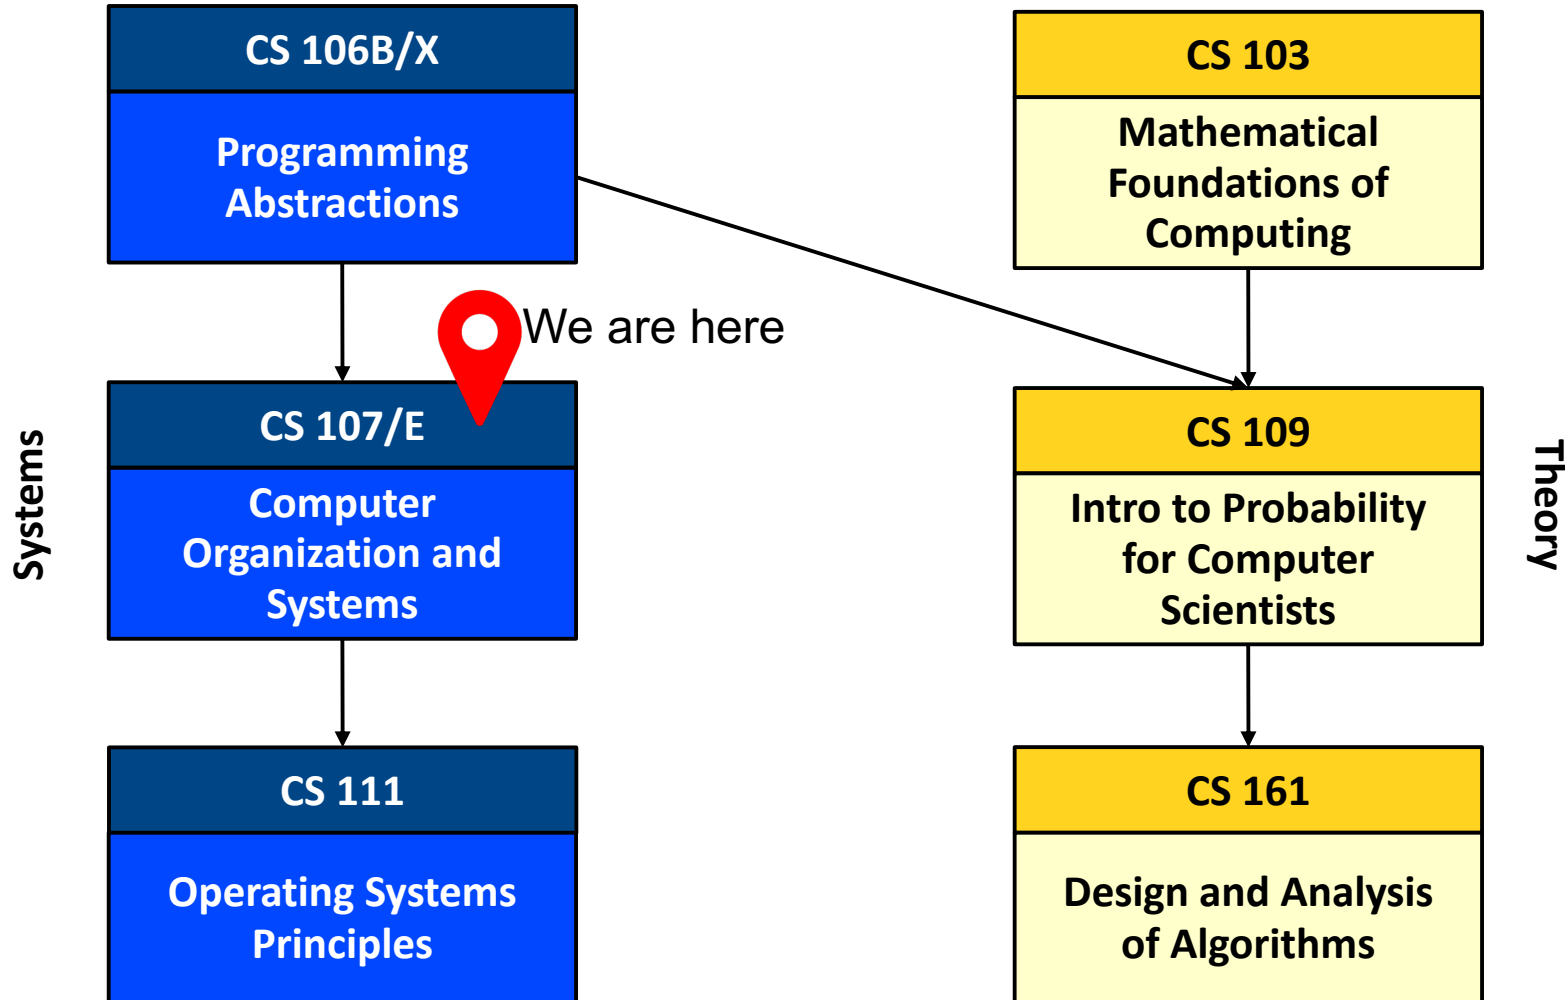 CS 106B/X
Programming
Abstractions
CS 103
Mathematical
Foundations of
Computing
We are here
Systems
CS 107/E
Computer
Organization and
Systems
CS 109
Intro to Probability
for Computer
Scientists
Theory
CS 111
Operating Systems
Principles
CS 161
Design and Analysis
of Algorithms